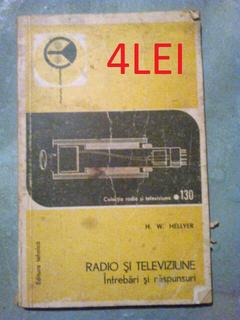 4LEI
Colecția radio și televiziune ●130
H. W. HELLYER
RADIO ȘI TELEVIZIUNE
Întrebări și răspunsuri
Editura tehnică